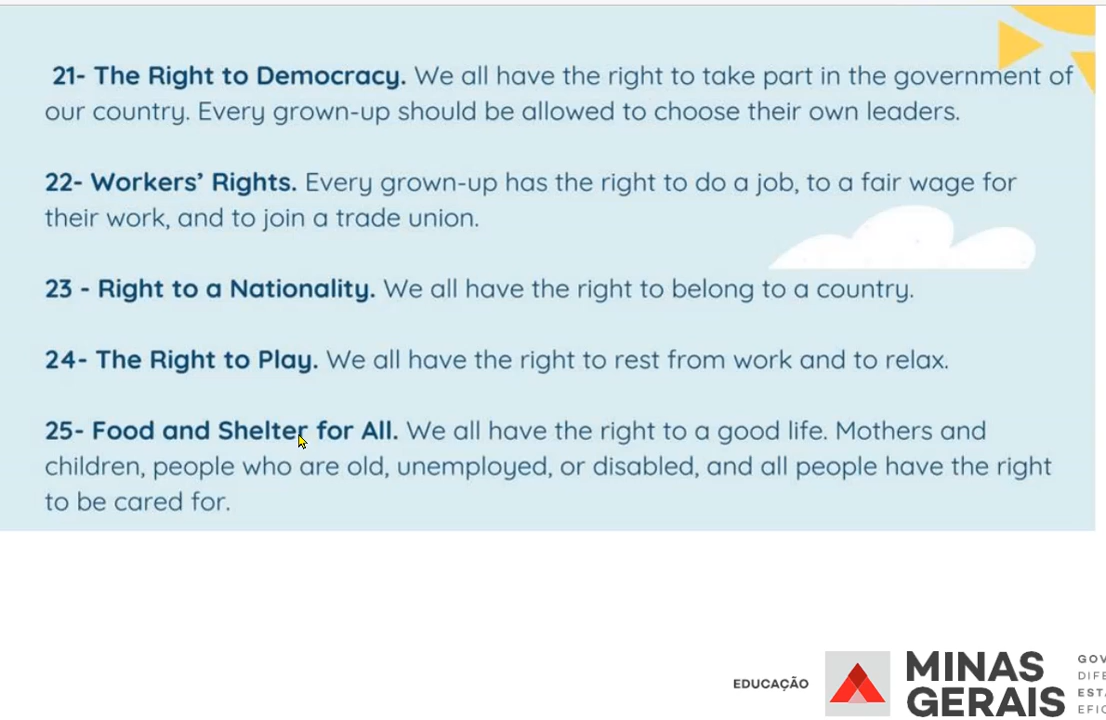 21- The Right to Democracy. We all have the right to take part in the government of
our country. Every grown-up should be allowed to choose their own leaders.
22- Workers’ Rights. Every grown-up has the right to do a job, to a fair wage for
their work, and to join a trade union.
23 - Right to a Nationality. We all have the right to belong to a country.
24- The Right to Play. We all have the right to rest from work and to relax.
25- Food and Shelter for All. We all have the right to a good life. Mothers and
children, people who are old, unemployed, or disabled, and all people have the right
to be cared for.
EDUCAÇÃO
MINAS
GERAIS